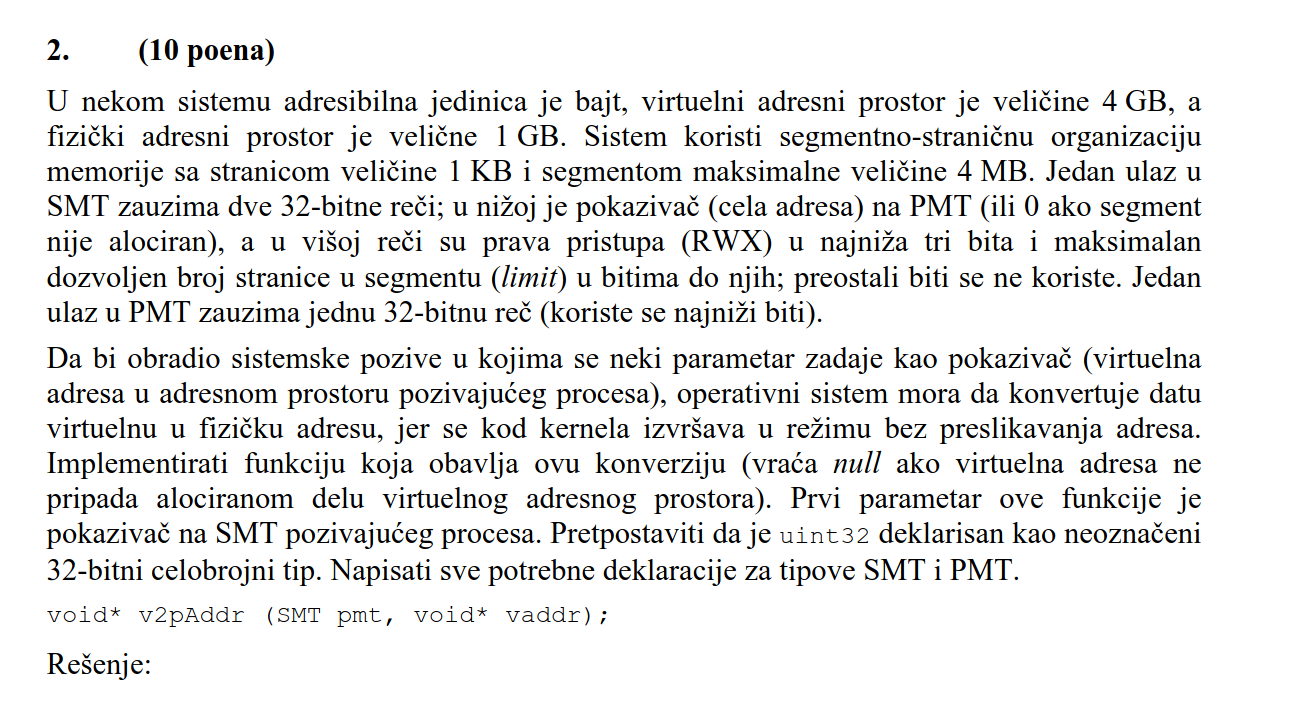 2. (10 poena)
U nekom sistemu adresibilna jedinica je bajt, virtuelni adresni prostor je veličine 4 GB, a
fizički adresni prostor je velične 1 GB. Sistem koristi segmentno-straničnu organizaciju
memorije sa stranicom veličine 1 KB i segmentom maksimalne veličine 4 MB. Jedan ulaz u
SMT zauzima dve 32-bitne reči; u nižoj je pokazivač (cela adresa) na PMT (ili 0 ako segment
nije alociran), a u višoj reči su prava pristupa (RWX) u najniža tri bita i maksimalan
dozvoljen broj stranice u segmentu (limit) u bitima do njih; preostali biti se ne koriste. Jedan
ulaz u PMT zauzima jednu 32-bitnu reč (koriste se najniži biti).
Da bi obradio sistemske pozive u kojima se neki parametar zadaje kao pokazivač (virtuelna
adresa u adresnom prostoru pozivajućeg procesa), operativni sistem mora da konvertuje datu
virtuelnu u fizičku adresu, jer se kod kernela izvršava u režimu bez preslikavanja adresa.
Implementirati funkciju koja obavlja ovu konverziju (vraća null ako virtuelna adresa ne
pripada alociranom delu virtuelnog adresnog prostora). Prvi parametar ove funkcije je
pokazivač na SMT pozivajućeg procesa. Pretpostaviti da je uint32 deklarisan kao neoznačeni
32-bitni celobrojni tip. Napisati sve potrebne deklaracije za tipove SMT i PMT.
void* v2pAddr (SMT pmt, void* vaddr);
Rešenje: